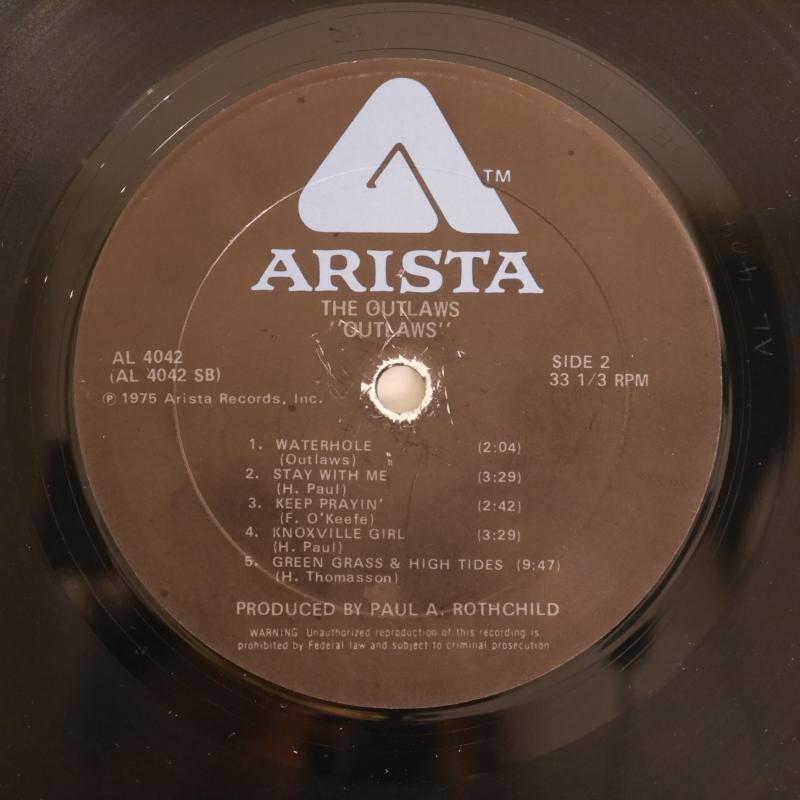 TM
ARISTA
THE OUTLAWS
"OUTLAWS"
AL 4042
(AL 4042 SB)
℗ 1975 Arista Records, Inc.
SIDE 2
33 1/3 RPM
1. WATERHOLE (2:04)
(Outlaws)
2. STAY WITH ME (3:29)
(H. Paul)
3. KEEP PRAYIN' (2:42)
(F. O'Keefe)
4. KNOXVILLE GIRL (3:29)
(H. Paul)
5. GREEN GRASS & HIGH TIDES (9:47)
(H. Thomasson)
PRODUCED BY PAUL A. ROTHCHILD
WARNING: Unauthorized reproduction of this recording is
prohibited by Federal law and subject to criminal prosecution